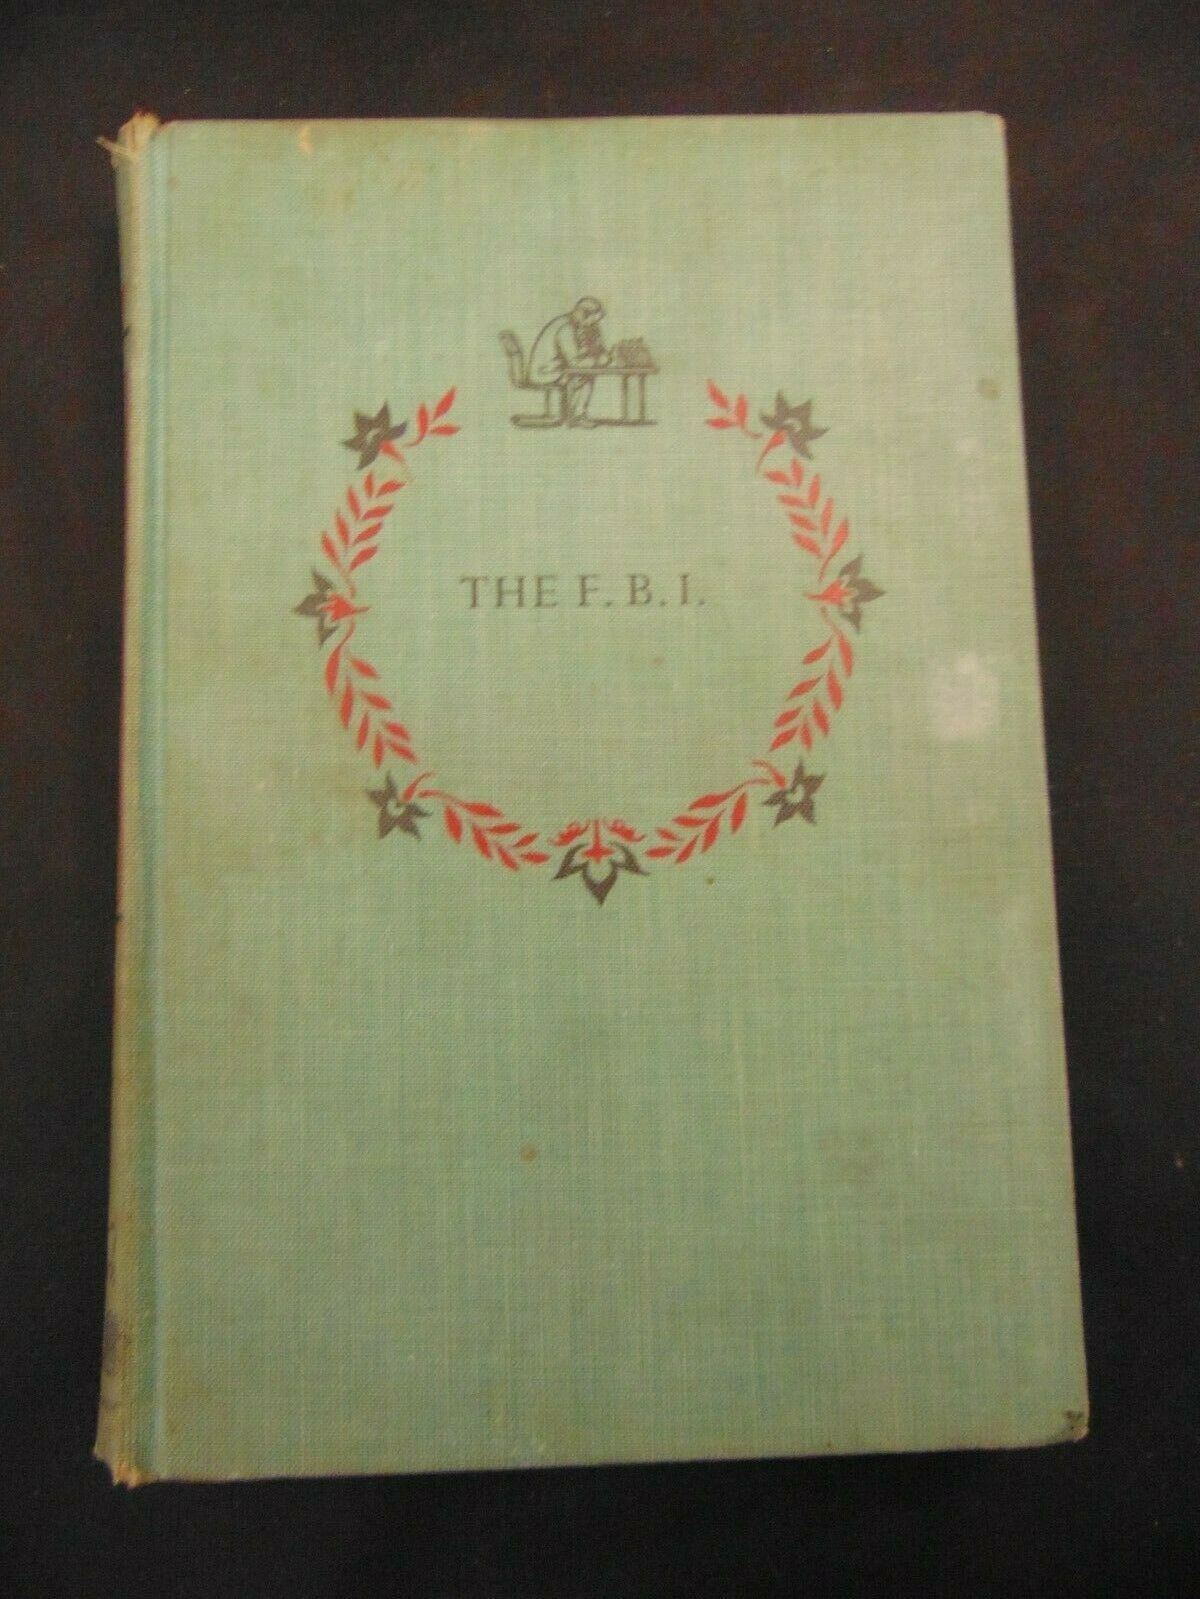 THE F. B. I.